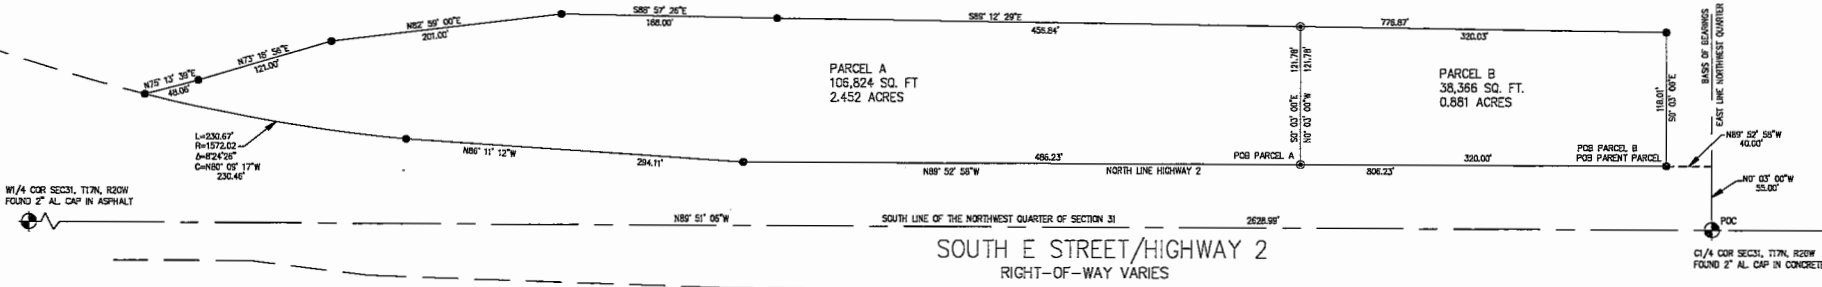 N75° 13' 39"E
48.06'
N73° 18' 56"E
121.00'
N82° 59' 00"E
201.00'
S88° 57' 26"E
168.00'
S89° 12' 29"E
456.84'
776.87'
320.03'
PARCEL A
106,824 SQ. FT
2.452 ACRES
121.78'
121.78'
S0° 03' 00"E
N0° 03' 00"W
PARCEL B
38,366 SQ. FT.
0.881 ACRES
118.01'
S0° 03' 00"E
BASIS OF BEARINGS
EAST LINE NORTHWEST QUARTER
N89° 52' 58"W
40.00'
N0° 03' 00"W
55.00'
L=230.67'
R=1572.02
Δ=8°24'26"
C=N80° 09' 17"W
230.46'
N86° 11' 12"W
294.11'
486.23'
N89° 52' 58"W
NORTH LINE HIGHWAY 2
POB PARCEL A
320.00'
806.23'
POB PARCEL B
POB PARENT PARCEL
W1/4 COR SEC31, T17N, R20W
FOUND 2" AL. CAP IN ASPHALT
N89° 51' 06"W
SOUTH LINE OF THE NORTHWEST QUARTER OF SECTION 31
2628.99'
POC
C1/4 COR SEC31, T17N, R20W
FOUND 2" AL. CAP IN CONCRETE
SOUTH E STREET/HIGHWAY 2
RIGHT-OF-WAY VARIES